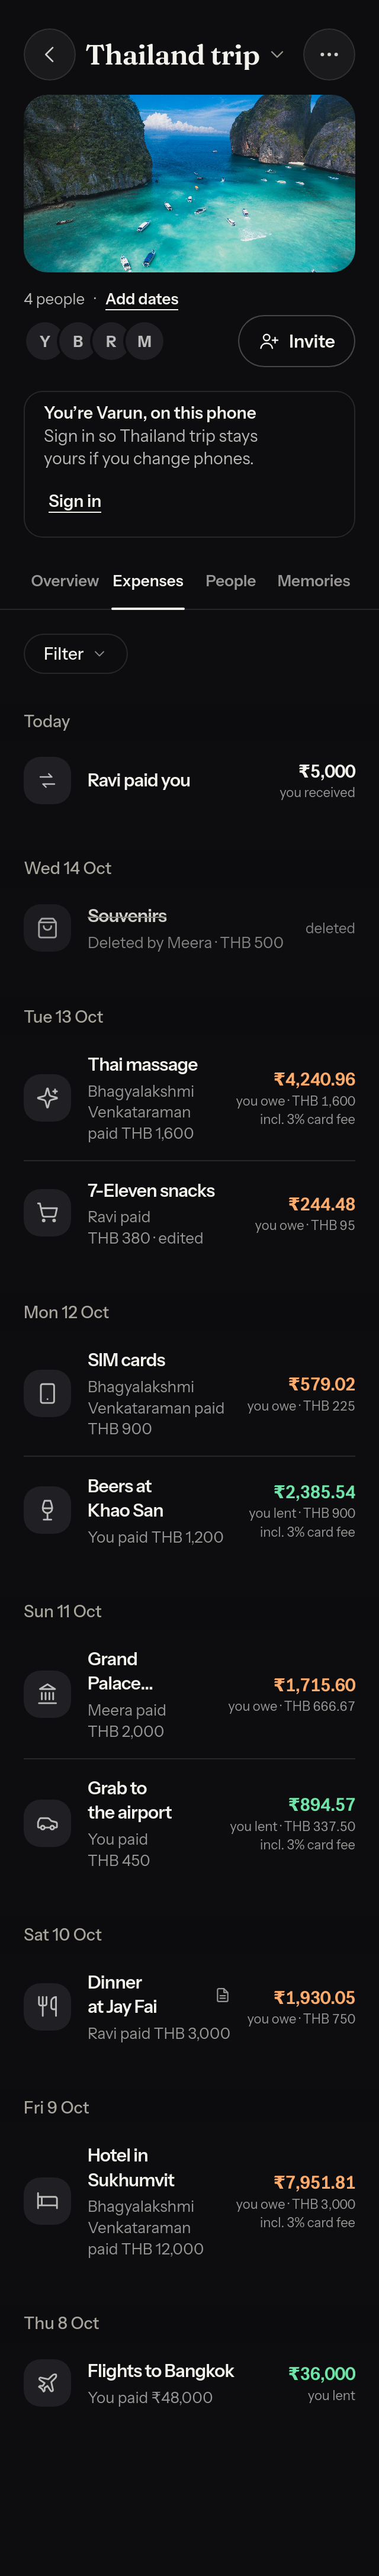 Thailand trip
4 people · Add dates
Y B R M
Invite
You’re Varun, on this phone
Sign in so Thailand trip stays
yours if you change phones.
Sign in
Overview Expenses People Memories
Filter
Today
Ravi paid you
₹5,000
you received
Wed 14 Oct
Souvenirs
Deleted by Meera · THB 500
deleted
Tue 13 Oct
Thai massage
Bhagyalakshmi
Venkataraman
paid THB 1,600
₹4,240.96
you owe · THB 1,600
incl. 3% card fee
7-Eleven snacks
Ravi paid
THB 380 · edited
₹244.48
you owe · THB 95
Mon 12 Oct
SIM cards
Bhagyalakshmi
Venkataraman paid
THB 900
₹579.02
you owe · THB 225
Beers at
Khao San
You paid THB 1,200
₹2,385.54
you lent · THB 900
incl. 3% card fee
Sun 11 Oct
Grand
Palace…
Meera paid
THB 2,000
₹1,715.60
you owe · THB 666.67
Grab to
the airport
You paid
THB 450
₹894.57
you lent · THB 337.50
incl. 3% card fee
Sat 10 Oct
Dinner
at Jay Fai
Ravi paid THB 3,000
₹1,930.05
you owe · THB 750
Fri 9 Oct
Hotel in
Sukhumvit
Bhagyalakshmi
Venkataraman
paid THB 12,000
₹7,951.81
you owe · THB 3,000
incl. 3% card fee
Thu 8 Oct
Flights to Bangkok
You paid ₹48,000
₹36,000
you lent